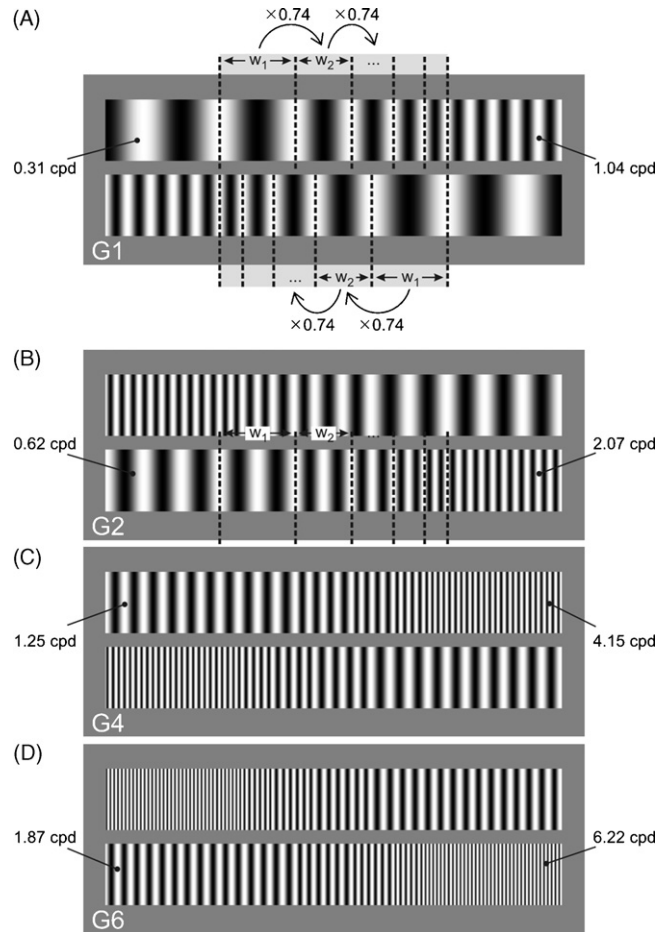 (A)
×0.74 ×0.74
w1 w2 ...
0.31 cpd 1.04 cpd
G1
... w2 w1
×0.74 ×0.74
(B)
w1 w2 ...
0.62 cpd 2.07 cpd
G2
(C)
1.25 cpd 4.15 cpd
G4
(D)
1.87 cpd 6.22 cpd
G6